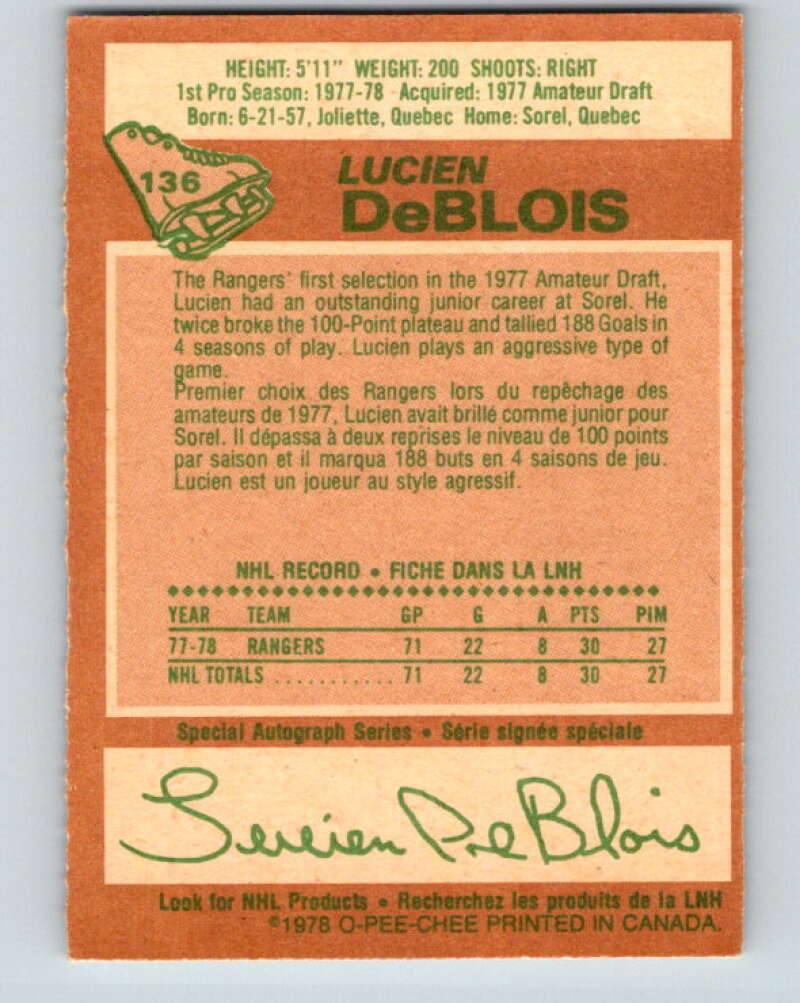 HEIGHT: 5'11" WEIGHT: 200 SHOOTS: RIGHT
1st Pro Season: 1977-78 Acquired: 1977 Amateur Draft
Born: 6-21-57, Joliette, Quebec Home: Sorel, Quebec
136
LUCIEN
DeBLOIS
The Rangers' first selection in the 1977 Amateur Draft,
Lucien had an outstanding junior career at Sorel. He
twice broke the 100-Point plateau and tallied 188 Goals in
4 seasons of play. Lucien plays an aggressive type of
game.
Premier choix des Rangers lors du repêchage des
amateurs de 1977, Lucien avait brillé comme junior pour
Sorel. Il dépassa à deux reprises le niveau de 100 points
par saison et il marqua 188 buts en 4 saisons de jeu.
Lucien est un joueur au style agressif.
NHL RECORD • FICHE DANS LA LNH
YEAR TEAM GP G A PTS PIM
77-78 RANGERS 71 22 8 30 27
NHL TOTALS ........... 71 22 8 30 27
Special Autograph Series • Série signée spéciale
Lucien DeBlois
Look for NHL Products • Recherchez les produits de la LNH
©1978 O-PEE-CHEE PRINTED IN CANADA.